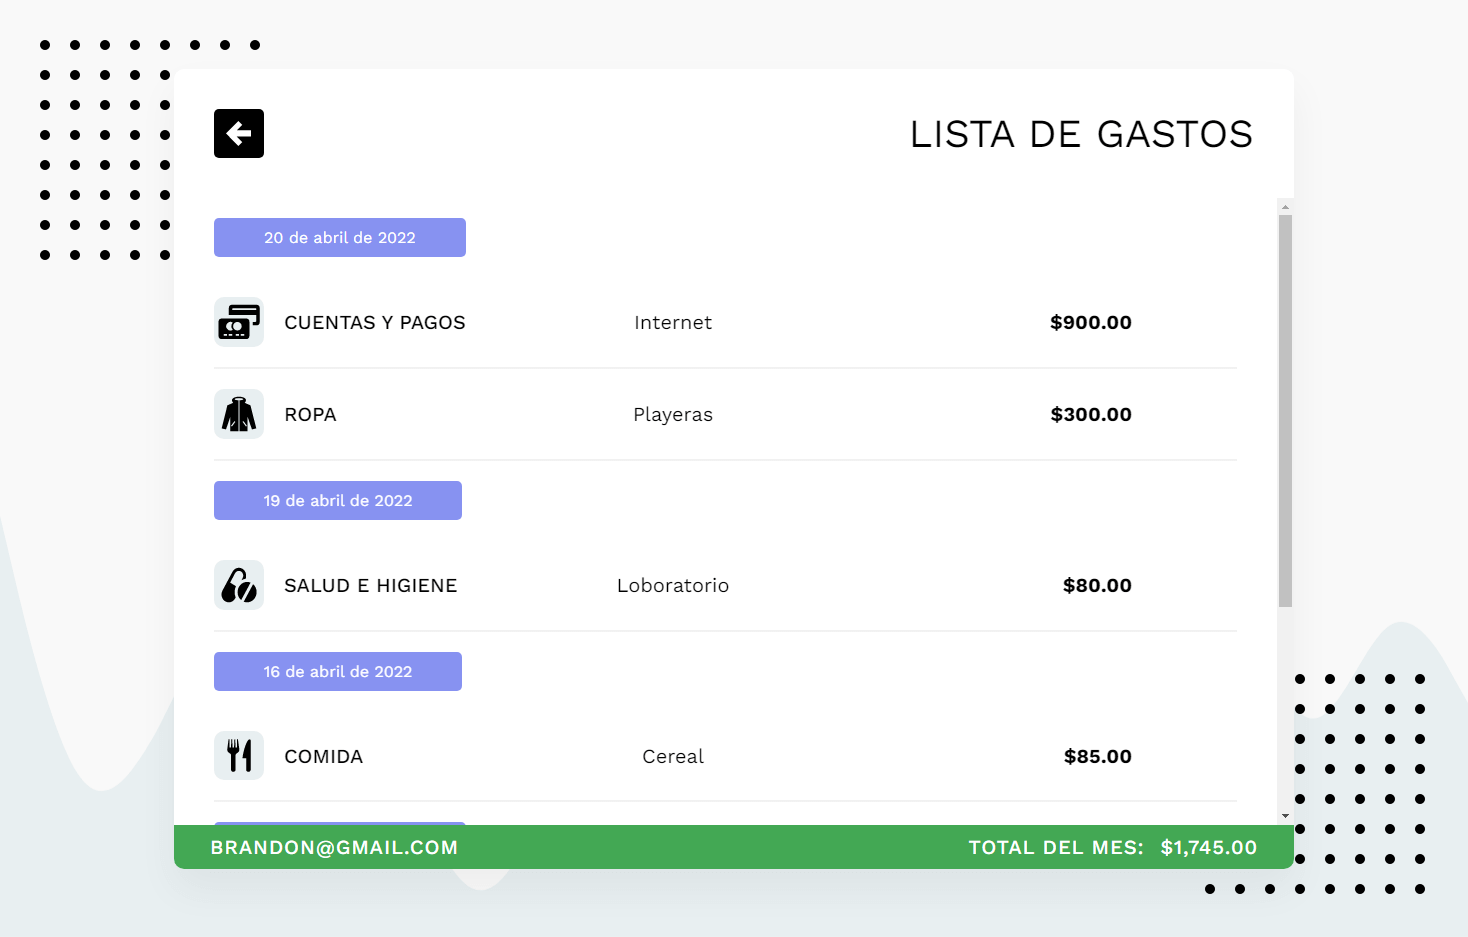 LISTA DE GASTOS
20 de abril de 2022
CUENTAS Y PAGOS Internet $900.00
ROPA Playeras $300.00
19 de abril de 2022
SALUD E HIGIENE Loboratorio $80.00
16 de abril de 2022
COMIDA Cereal $85.00
BRANDON@GMAIL.COM TOTAL DEL MES: $1,745.00